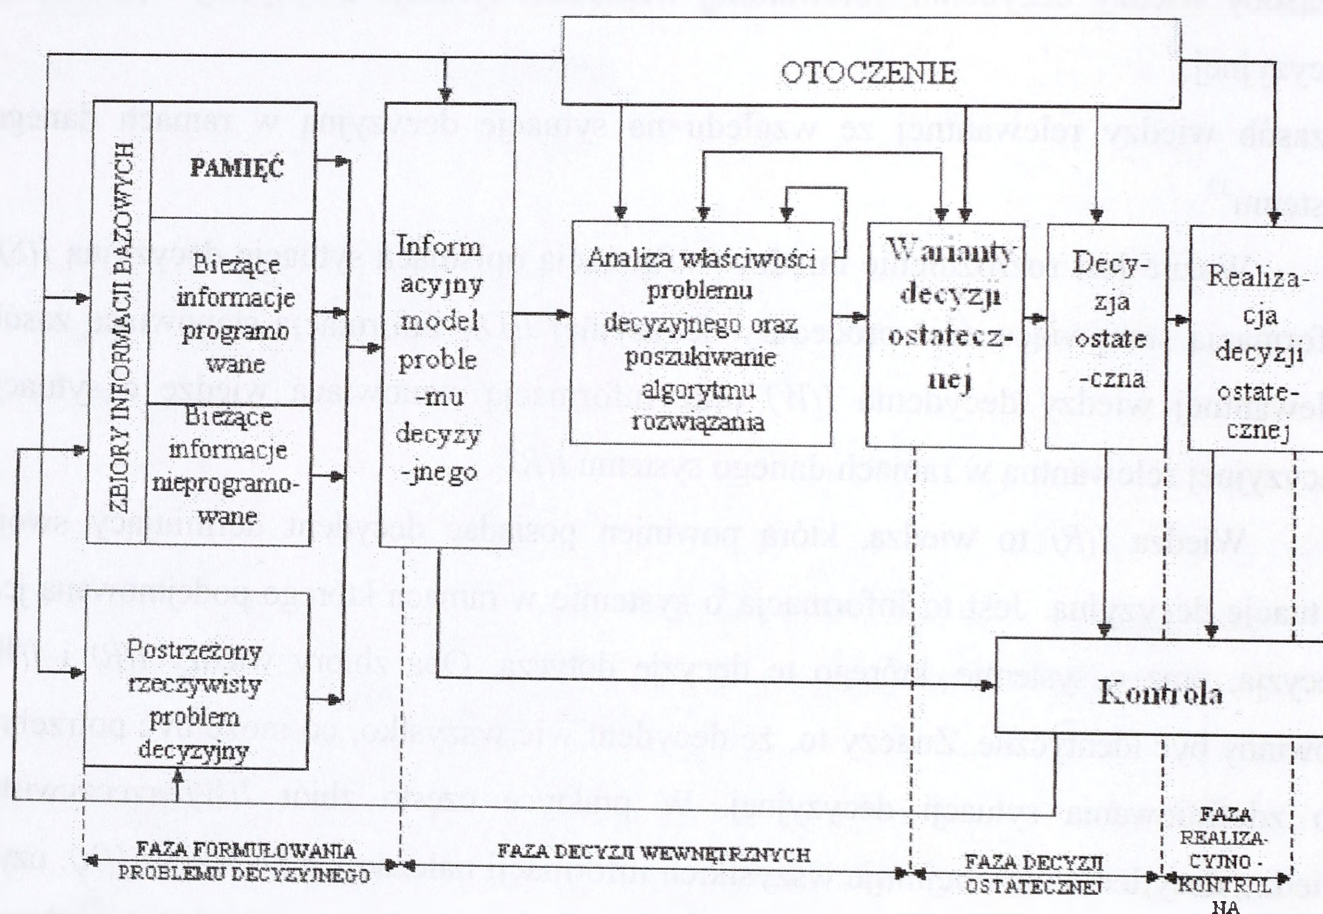 OTOCZENIE
ZBIORY INFORMACJI BAZOWYCH
PAMIĘĆ
Bieżące
informacje
programo
wane
Bieżące
informacje
nieprogramo-
wane
Postrzeżony
rzeczywisty
problem
decyzyjny
Inform
acyjny
model
proble
-mu
decyzy
-jnego
Analiza właściwości
problemu
decyzyjnego oraz
poszukiwanie
algorytmu
rozwiązania
Warianty
decyzji
ostatecz-
nej
Decy-
zja
ostate
-czna
Realiza-
cja
decyzji
ostate-
cznej
Kontrola
FAZA FORMUŁOWANIA
PROBLEMU DECYZYJNEGO
FAZA DECYZJI WEWNĘTRZNYCH
FAZA DECYZJI
OSTATECZNEJ
FAZA
REALIZA-
CYJNO -
KONTROL
NA